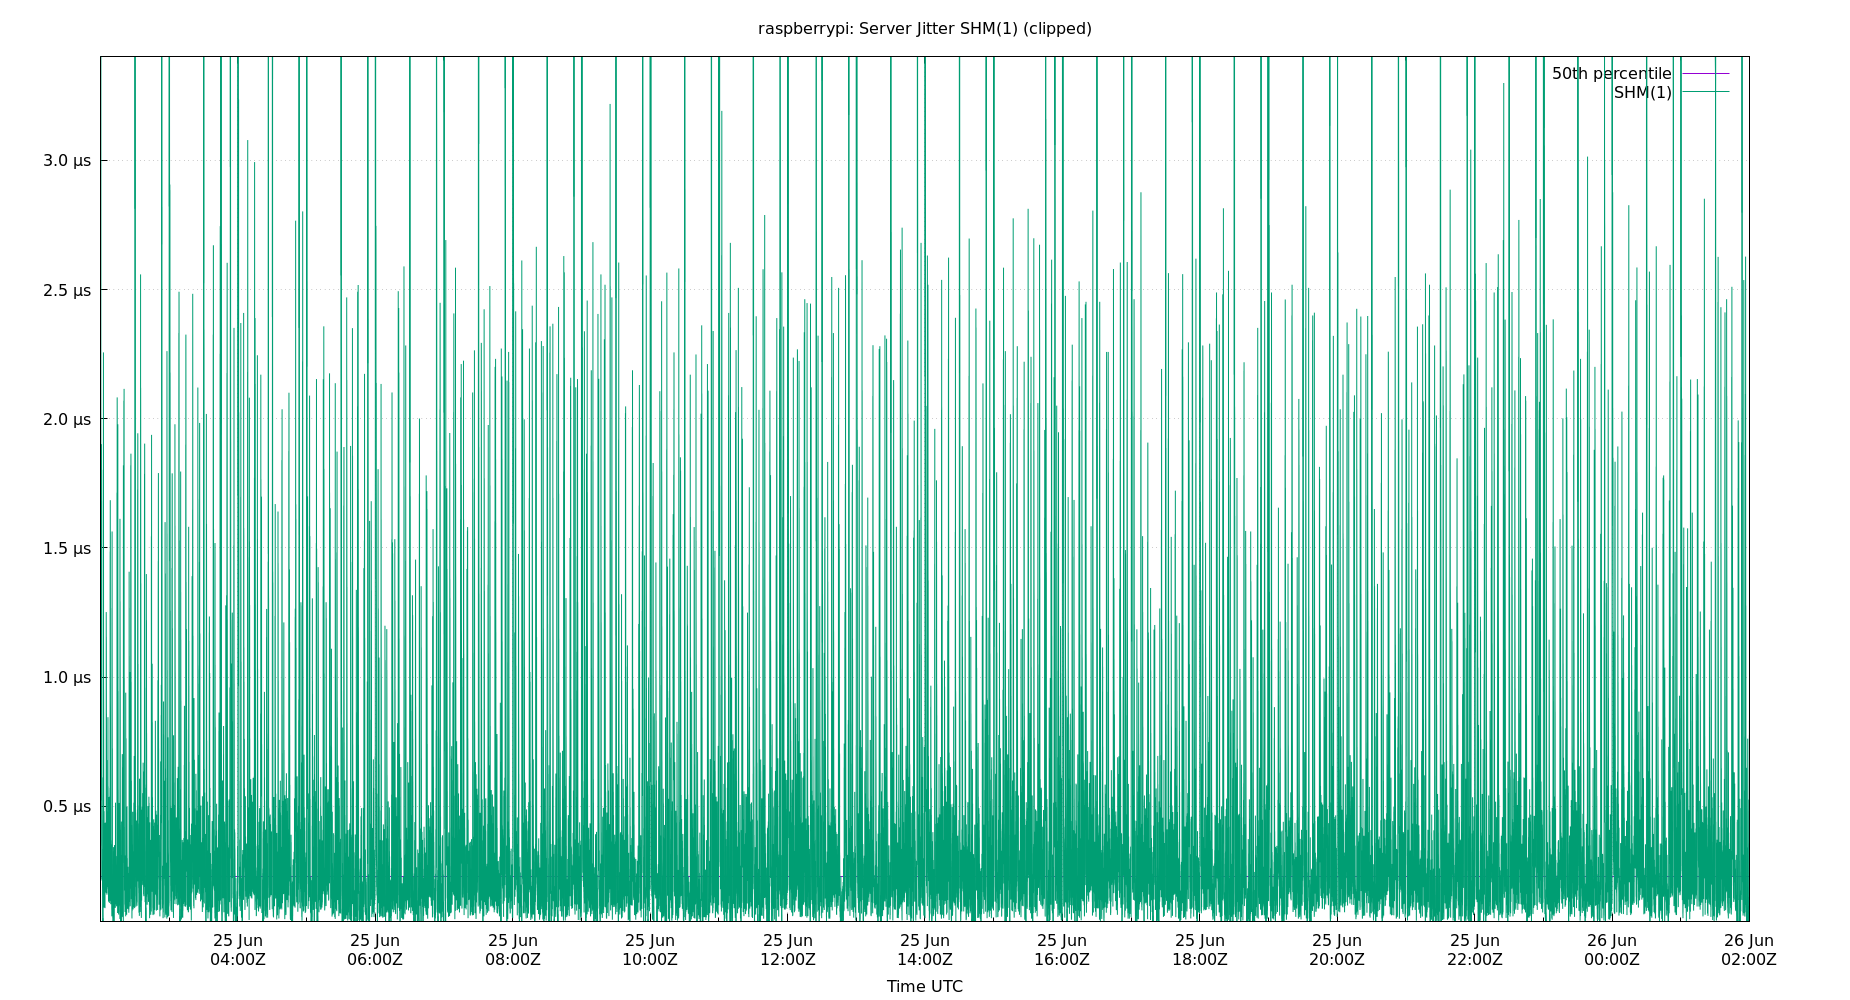 raspberrypi: Server Jitter SHM(1) (clipped)
50th percentile
SHM(1)
3.0 µs
2.5 µs
2.0 µs
1.5 µs
1.0 µs
0.5 µs
25 Jun 25 Jun 25 Jun 25 Jun 25 Jun 25 Jun 25 Jun 25 Jun 25 Jun 25 Jun 26 Jun 26 Jun
04:00Z 06:00Z 08:00Z 10:00Z 12:00Z 14:00Z 16:00Z 18:00Z 20:00Z 22:00Z 00:00Z 02:00Z
Time UTC